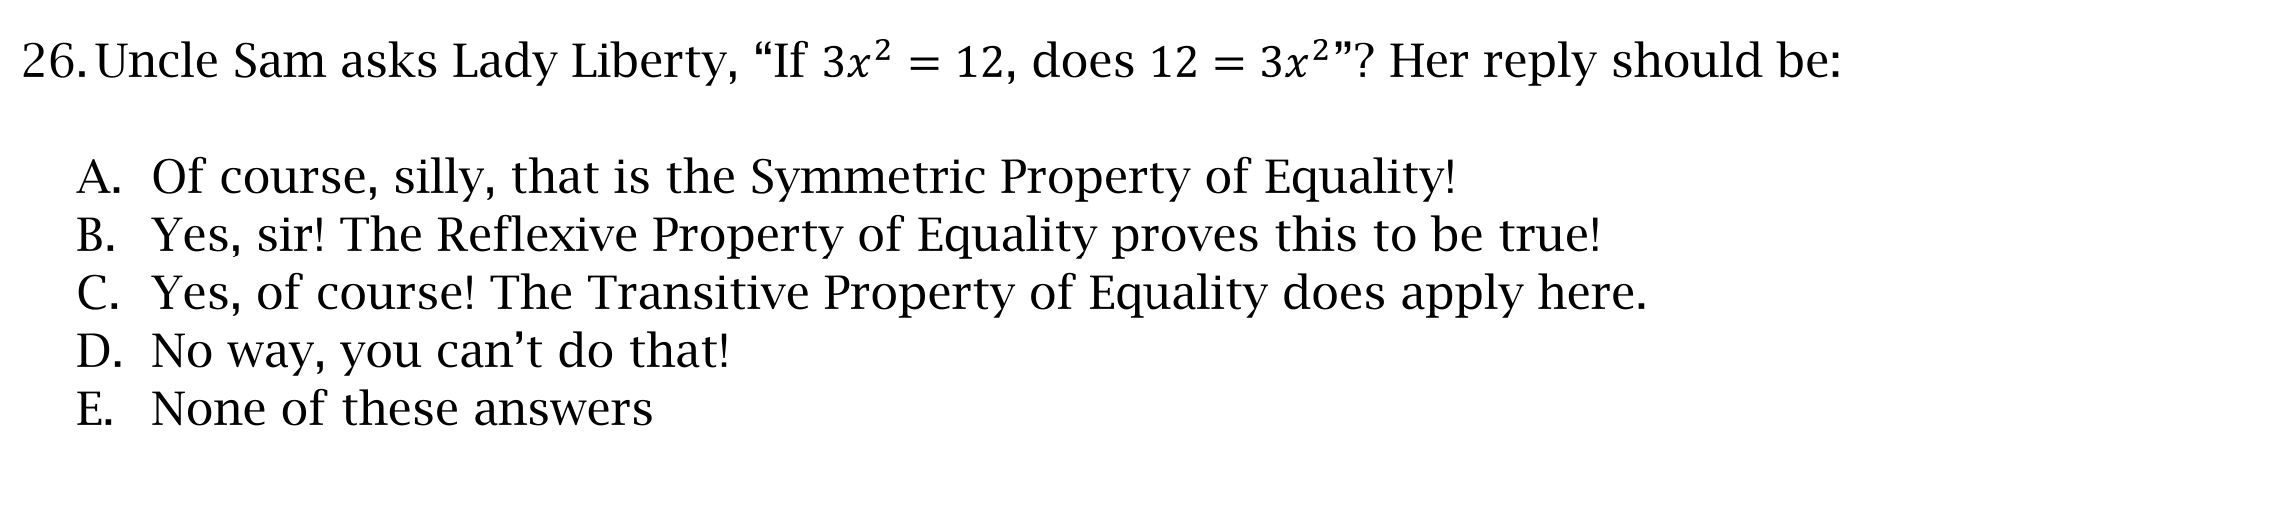 26. Uncle Sam asks Lady Liberty, “If 3x² = 12, does 12 = 3x²”? Her reply should be:
A. Of course, silly, that is the Symmetric Property of Equality!
B. Yes, sir! The Reflexive Property of Equality proves this to be true!
C. Yes, of course! The Transitive Property of Equality does apply here.
D. No way, you can’t do that!
E. None of these answers